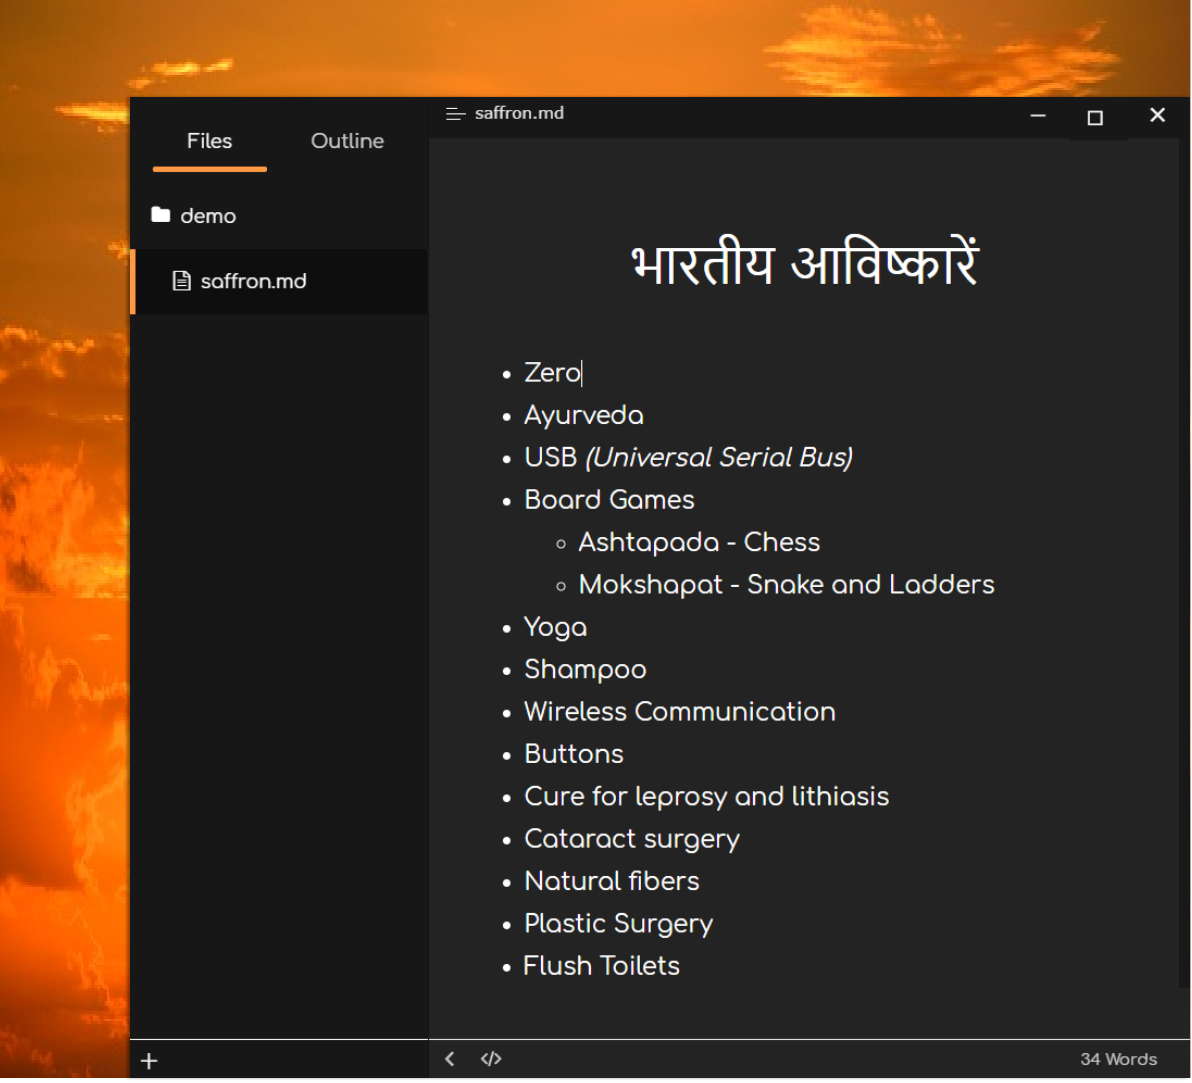 Files
Outline
demo
saffron.md
saffron.md
भारतीय आविष्कारें
Zero
Ayurveda
USB (Universal Serial Bus)
Board Games
Ashtapada - Chess
Mokshapat - Snake and Ladders
Yoga
Shampoo
Wireless Communication
Buttons
Cure for leprosy and lithiasis
Cataract surgery
Natural fibers
Plastic Surgery
Flush Toilets
34 Words